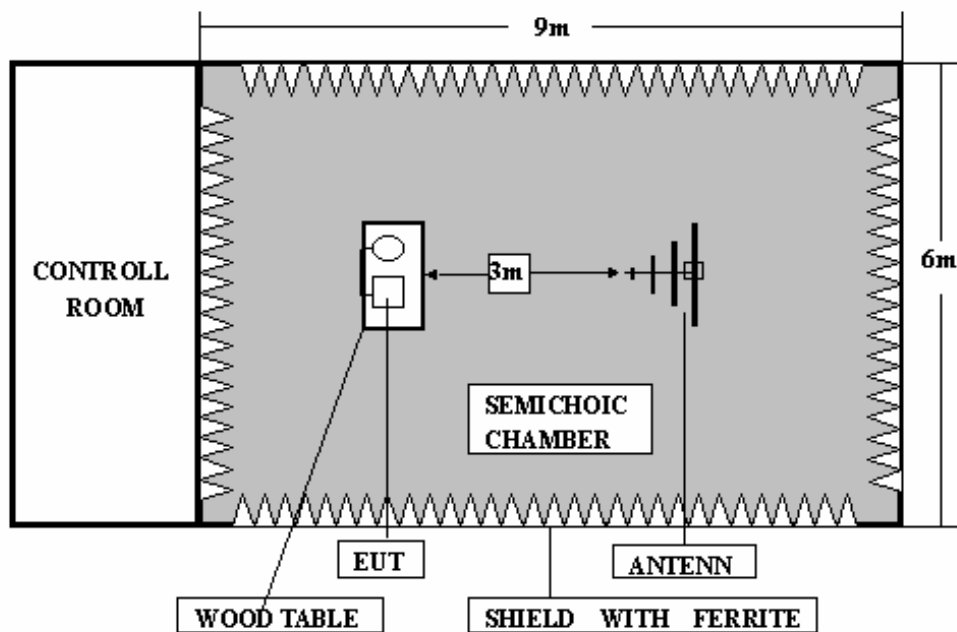 9m
CONTROLL
ROOM
3m
6m
SEMICHOIC
CHAMBER
EUT
ANTENN
WOOD TABLE
SHIELD WITH FERRITE